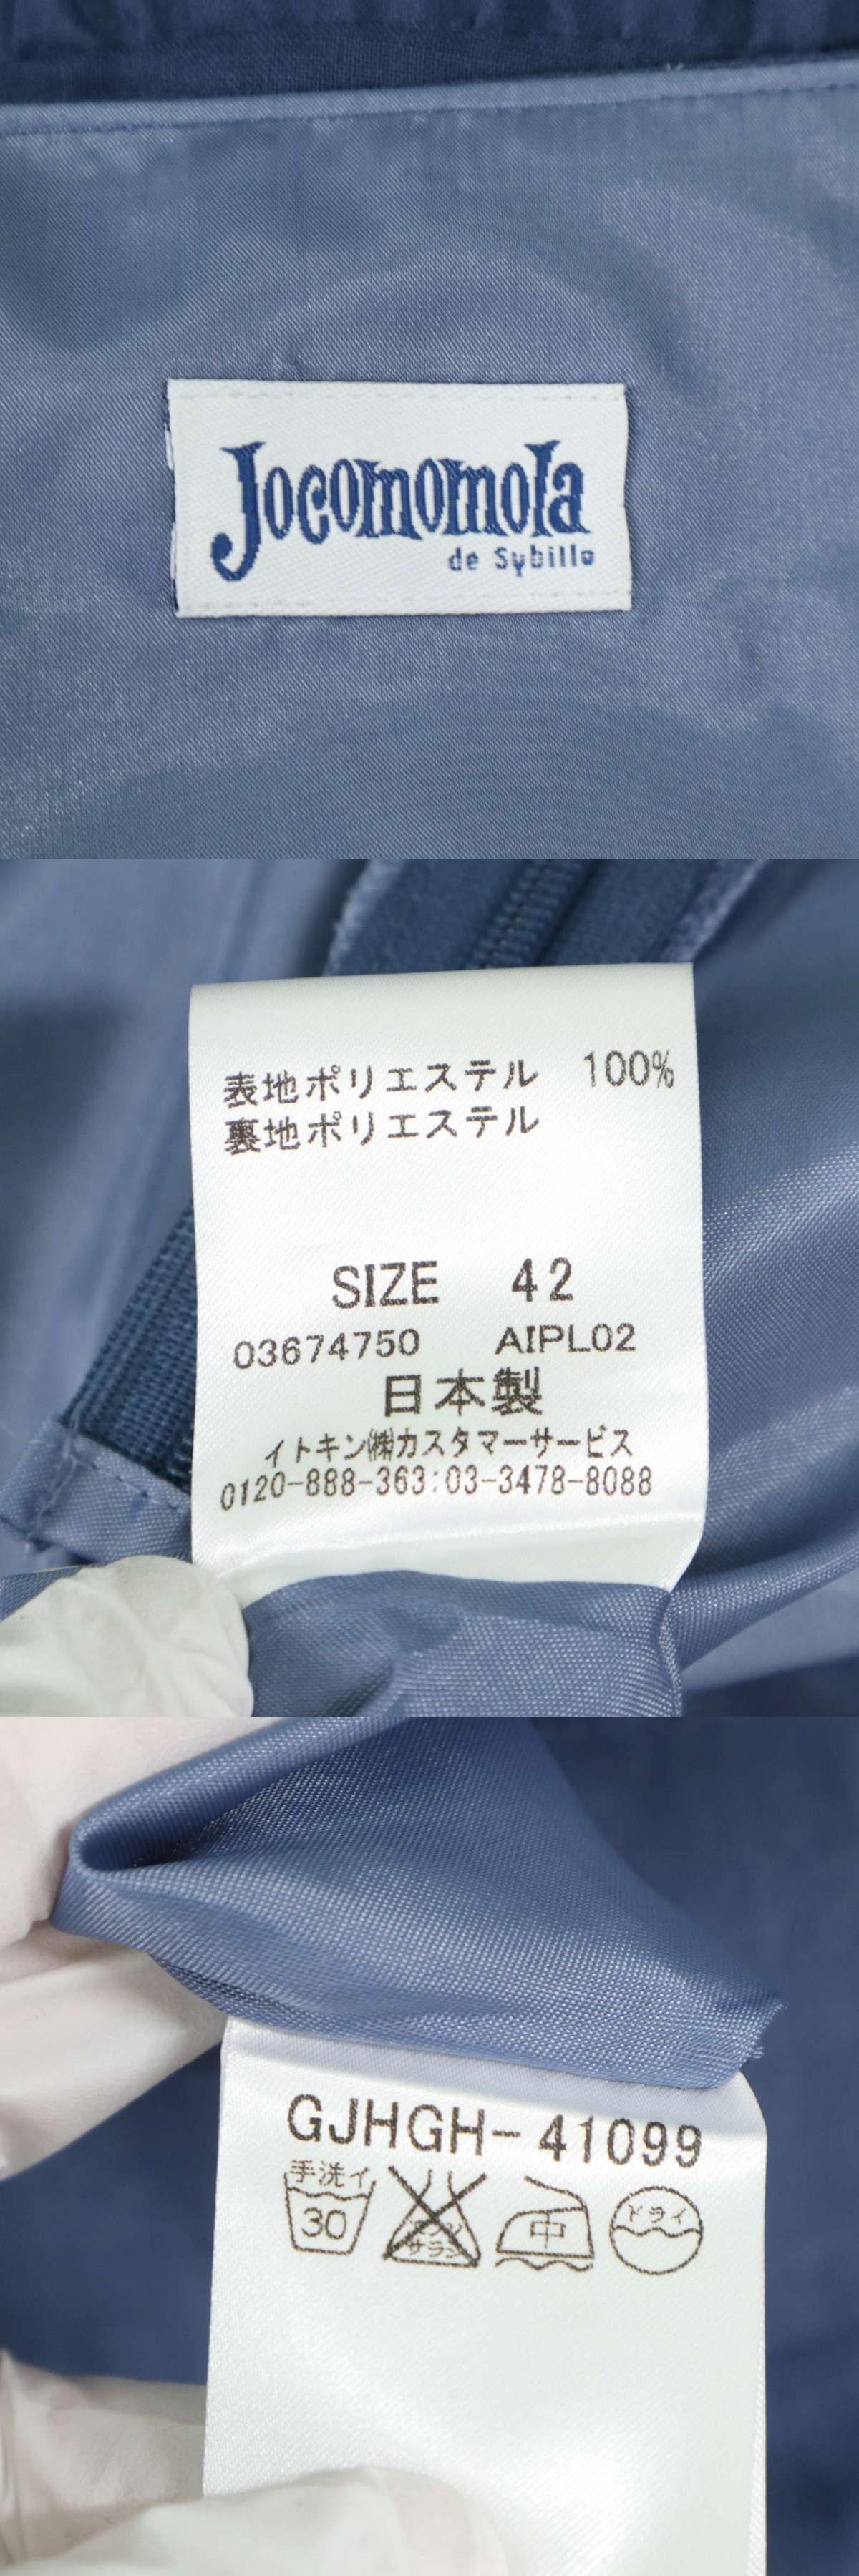 Jocomomola
de Sybilla
表地ポリエステル 100%
裏地ポリエステル
SIZE 42
03674750 AIPL02
日本製
イトキン㈱カスタマーサービス
0120-888-363:03-3478-8088
GJHGH-41099
手洗イ
30
サラシ
中
ドライ